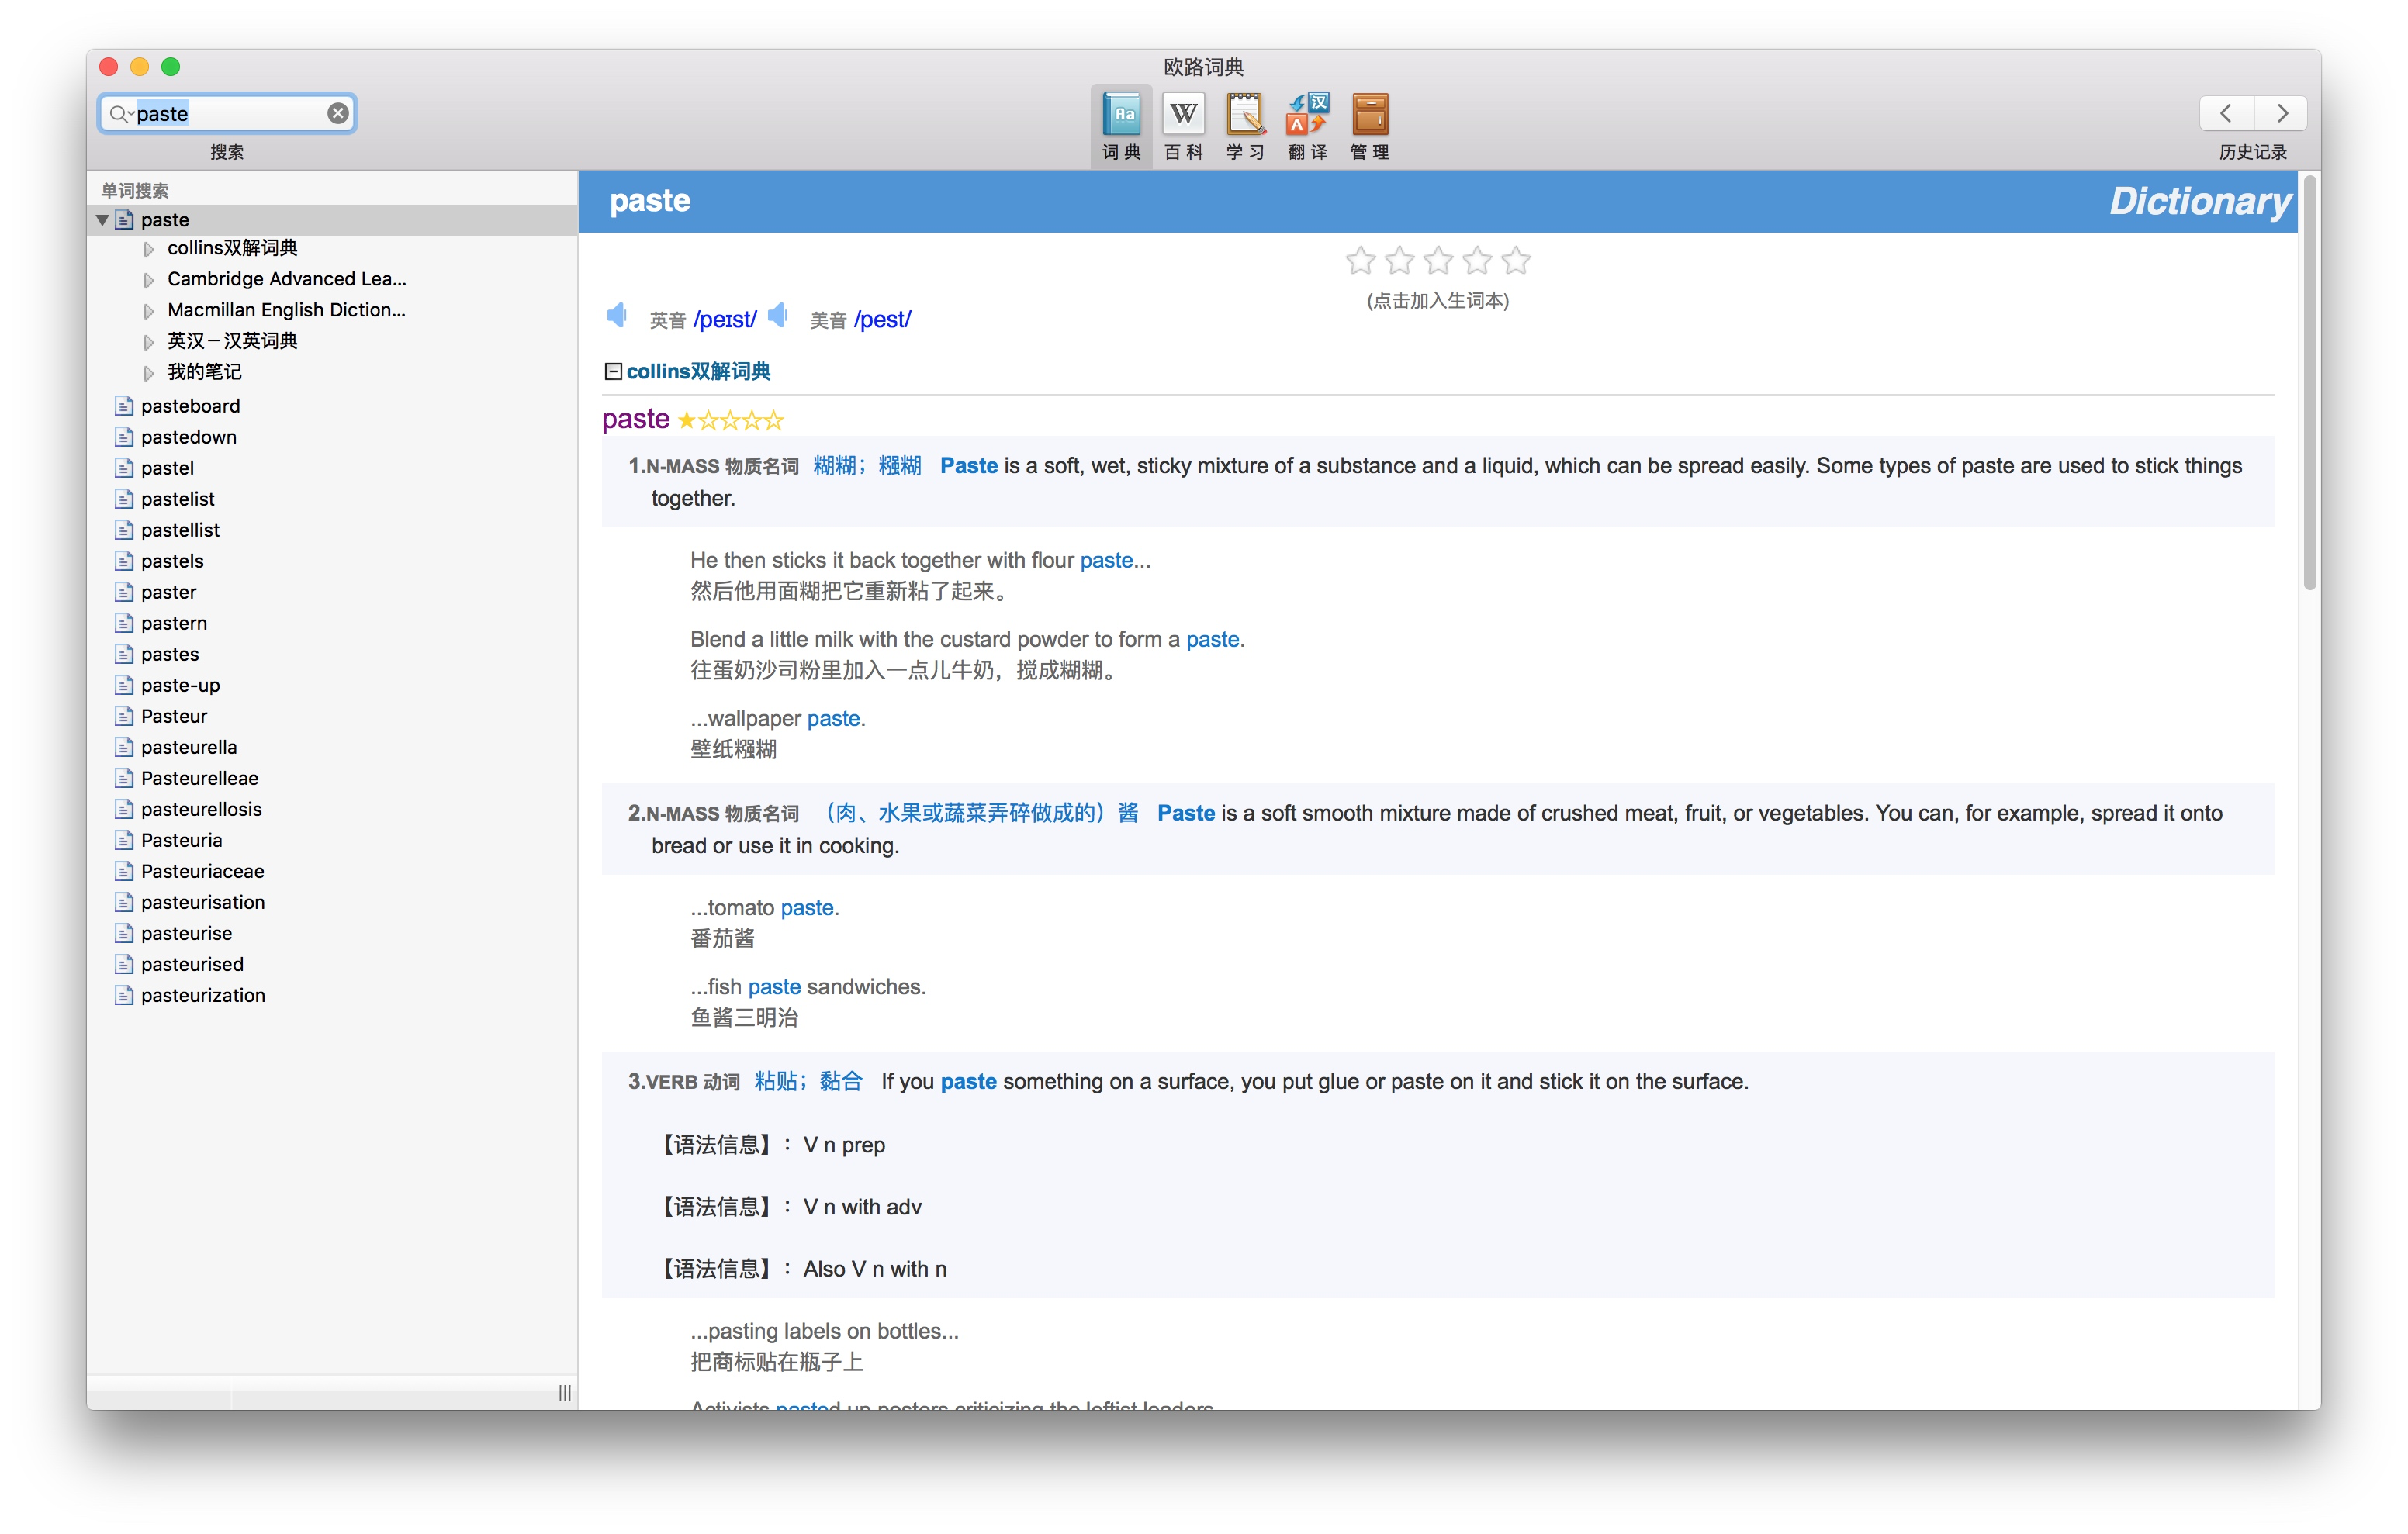 欧路词典
paste
搜索
Aa
词典
W
百科
学习
汉
A
翻译
管理
历史记录
单词搜索
paste
collins双解词典
Cambridge Advanced Lea...
Macmillan English Diction...
英汉－汉英词典
我的笔记
pasteboard
pastedown
pastel
pastelist
pastellist
pastels
paster
pastern
pastes
paste-up
Pasteur
pasteurella
Pasteurelleae
pasteurellosis
Pasteuria
Pasteuriaceae
pasteurisation
pasteurise
pasteurised
pasteurization
paste
Dictionary
(点击加入生词本)
英音 /peɪst/ 美音 /pest/
collins双解词典
paste ★☆☆☆☆
1.N-MASS 物质名词 糊糊；糨糊 Paste is a soft, wet, sticky mixture of a substance and a liquid, which can be spread easily. Some types of paste are used to stick things
together.
He then sticks it back together with flour paste...
然后他用面糊把它重新粘了起来。
Blend a little milk with the custard powder to form a paste.
往蛋奶沙司粉里加入一点儿牛奶，搅成糊糊。
...wallpaper paste.
壁纸糨糊
2.N-MASS 物质名词 （肉、水果或蔬菜弄碎做成的）酱 Paste is a soft smooth mixture made of crushed meat, fruit, or vegetables. You can, for example, spread it onto
bread or use it in cooking.
...tomato paste.
番茄酱
...fish paste sandwiches.
鱼酱三明治
3.VERB 动词 粘贴；黏合 If you paste something on a surface, you put glue or paste on it and stick it on the surface.
【语法信息】：V n prep
【语法信息】：V n with adv
【语法信息】：Also V n with n
...pasting labels on bottles...
把商标贴在瓶子上
Activists pasted up posters criticizing the leftist leaders.